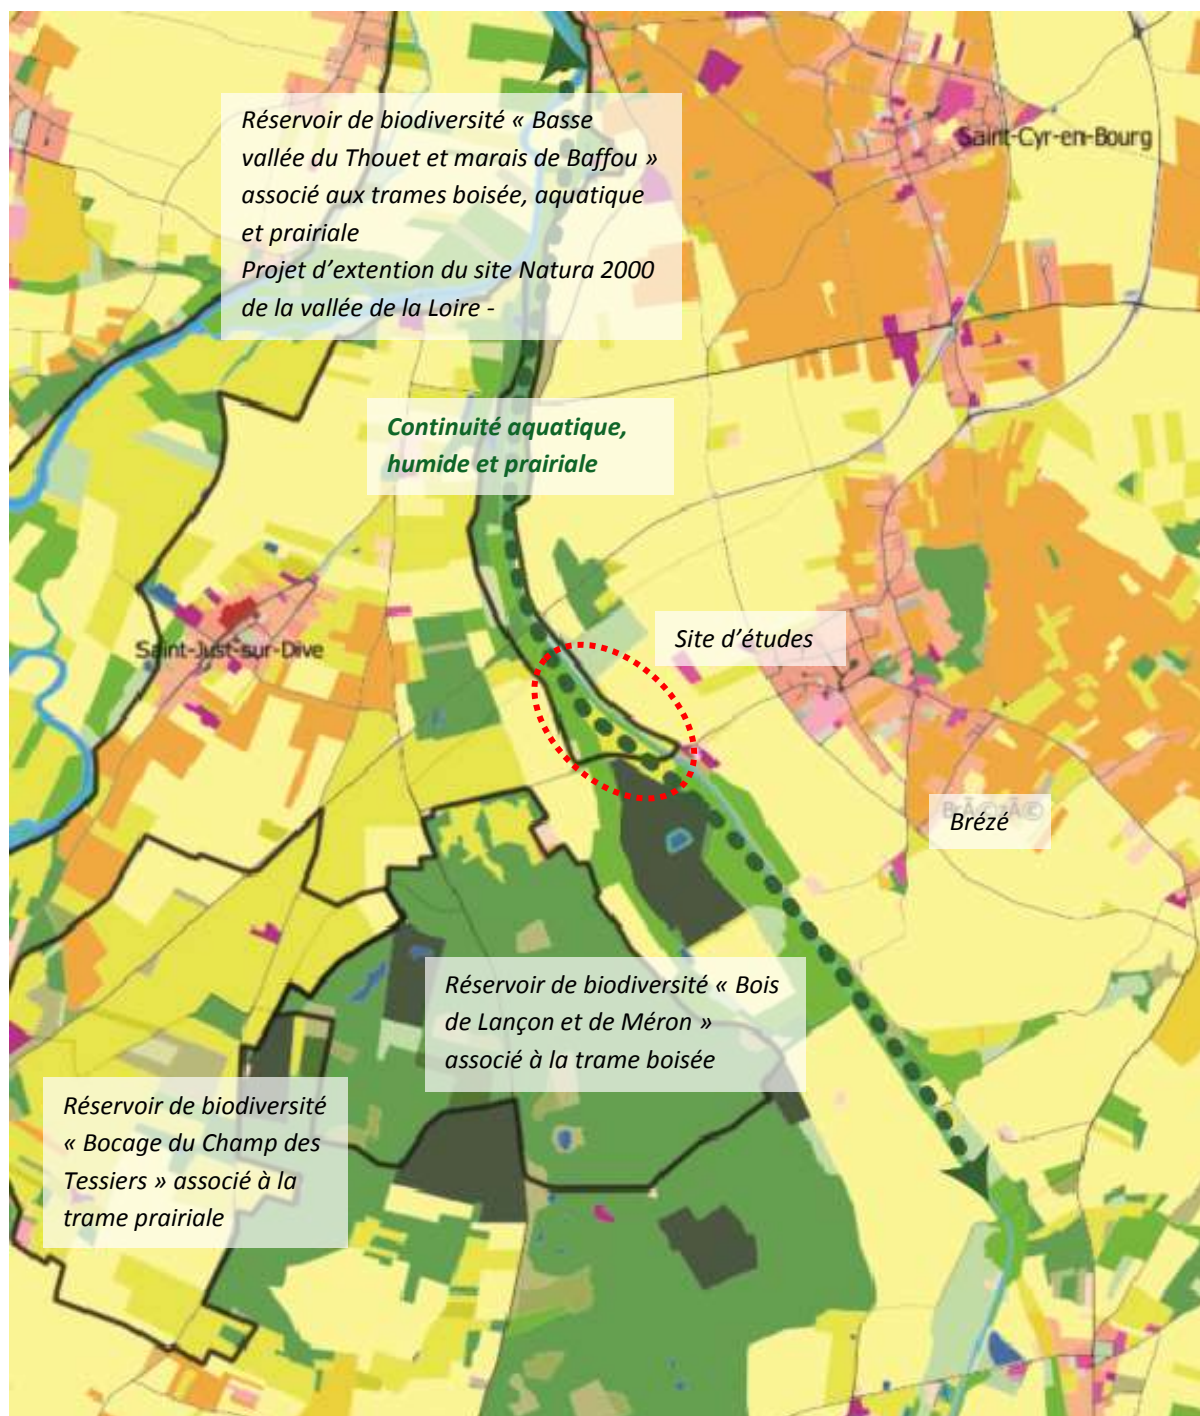 Réservoir de biodiversité « Basse
vallée du Thouet et marais de Baffou »
associé aux trames boisée, aquatique
et prairiale
Projet d’extention du site Natura 2000
de la vallée de la Loire -
Saint-Cyr-en-Bourg
Continuité aquatique,
humide et prairiale
Site d’études
Saint-Just-sur-Dive
BrÃ©zÃ©
Brézé
Réservoir de biodiversité « Bois
de Lançon et de Méron »
associé à la trame boisée
Réservoir de biodiversité
« Bocage du Champ des
Tessiers » associé à la
trame prairiale